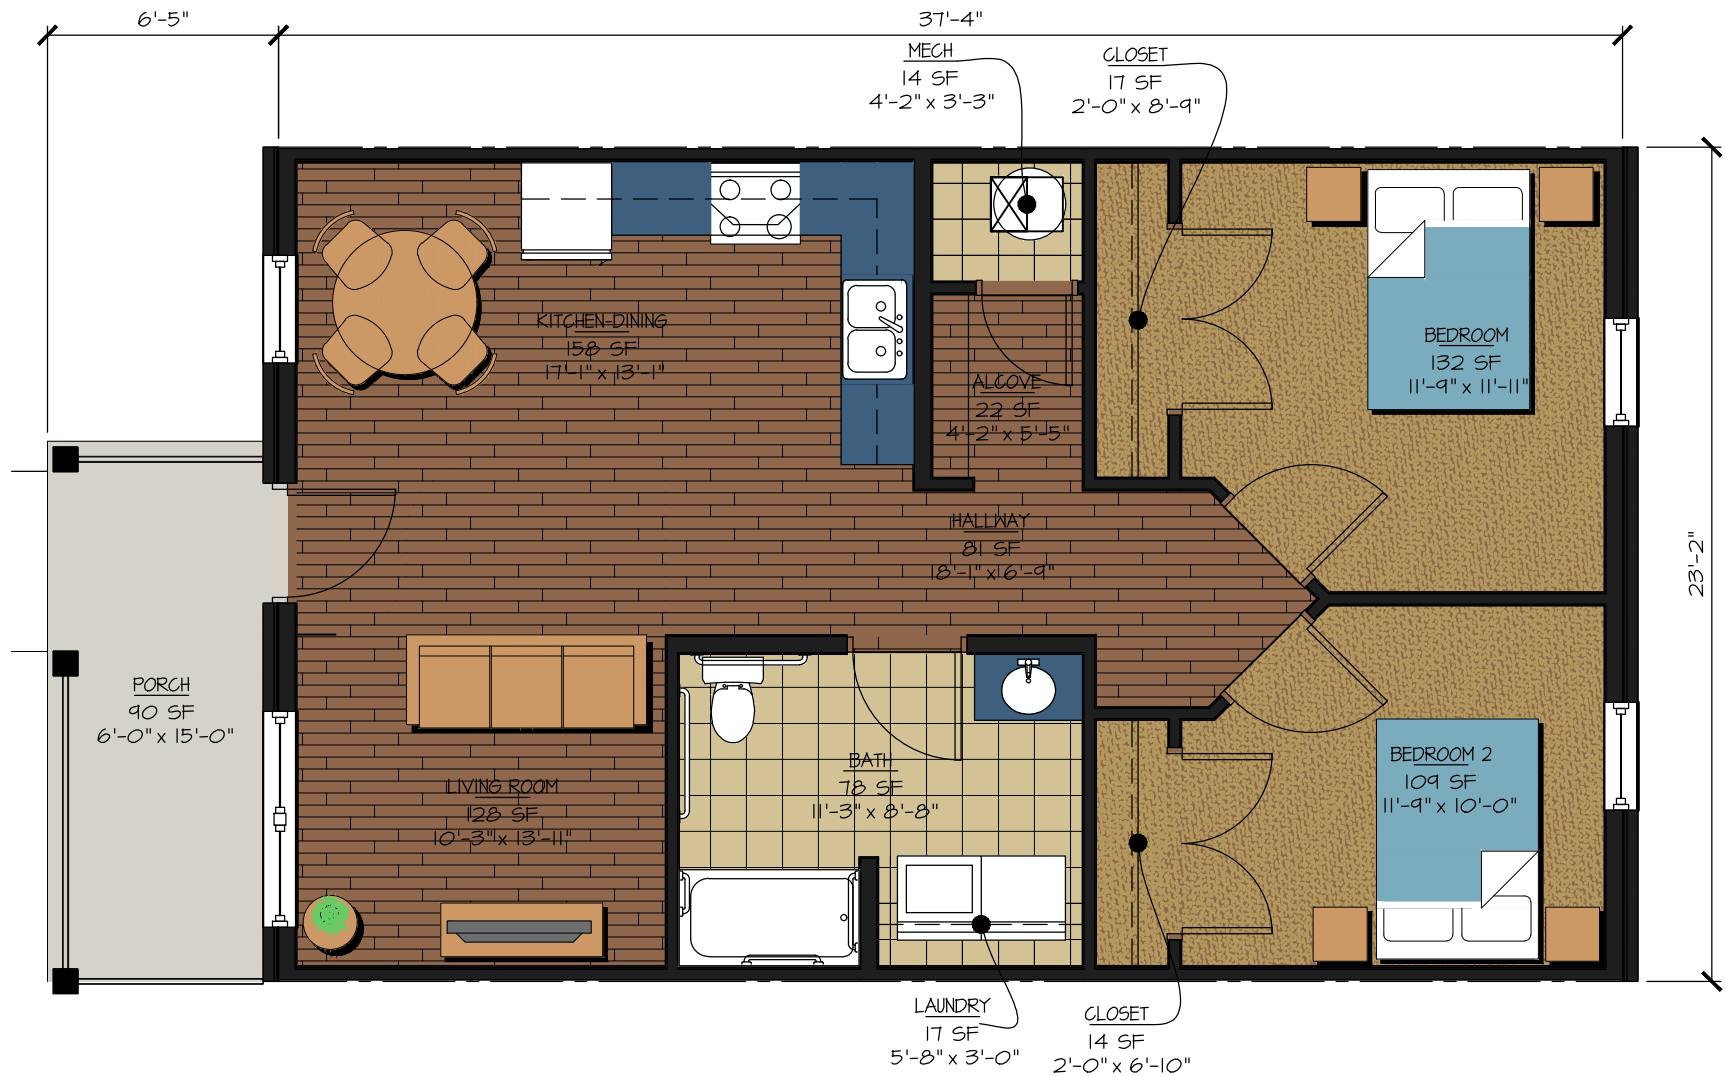 6'-5"
37'-4"
MECH
14 SF
4'-2" x 3'-3"
CLOSET
17 SF
2'-0" x 8'-9"
KITCHEN-DINING
158 SF
17'-1" x 13'-1"
BEDROOM
132 SF
11'-9" x 11'-11"
ALCOVE
22 SF
4'-2" x 5'-5"
HALLWAY
81 SF
18'-1" x 6'-9"
23'-2"
PORCH
90 SF
6'-0" x 15'-0"
LIVING ROOM
128 SF
10'-3" x 13'-11"
BATH
78 SF
11'-3" x 8'-8"
BEDROOM 2
109 SF
11'-9" x 10'-0"
LAUNDRY
17 SF
5'-8" x 3'-0"
CLOSET
14 SF
2'-0" x 6'-10"